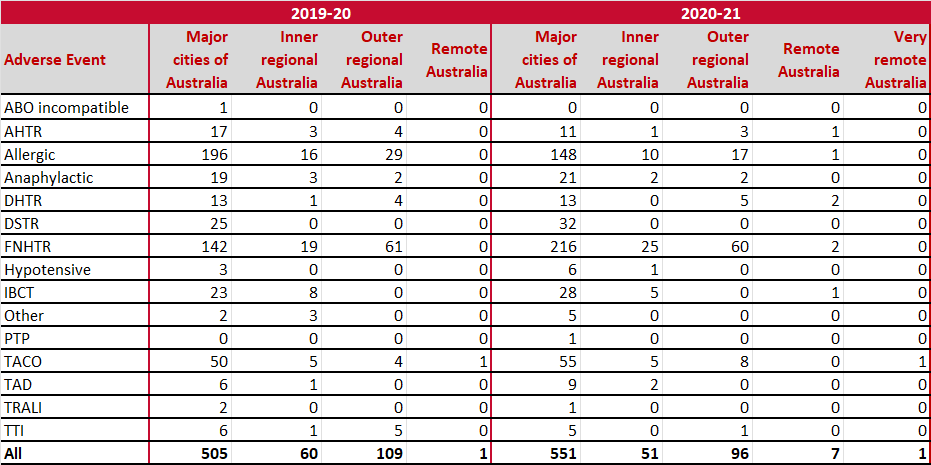 2019-20 2020-21
Adverse Event Major cities of Australia Inner regional Australia Outer regional Australia Remote Australia Major cities of Australia Inner regional Australia Outer regional Australia Remote Australia Very remote Australia
ABO incompatible 1 0 0 0 0 0 0 0 0
AHTR 17 3 4 0 11 1 3 1 0
Allergic 196 16 29 0 148 10 17 1 0
Anaphylactic 19 3 2 0 21 2 2 0 0
DHTR 13 1 4 0 13 0 5 2 0
DSTR 25 0 0 0 32 0 0 0 0
FNHTR 142 19 61 0 216 25 60 2 0
Hypotensive 3 0 0 0 6 1 0 0 0
IBCT 23 8 0 0 28 5 0 1 0
Other 2 3 0 0 5 0 0 0 0
PTP 0 0 0 0 1 0 0 0 0
TACO 50 5 4 1 55 5 8 0 1
TAD 6 1 0 0 9 2 0 0 0
TRALI 2 0 0 0 1 0 0 0 0
TTI 6 1 5 0 5 0 1 0 0
All 505 60 109 1 551 51 96 7 1